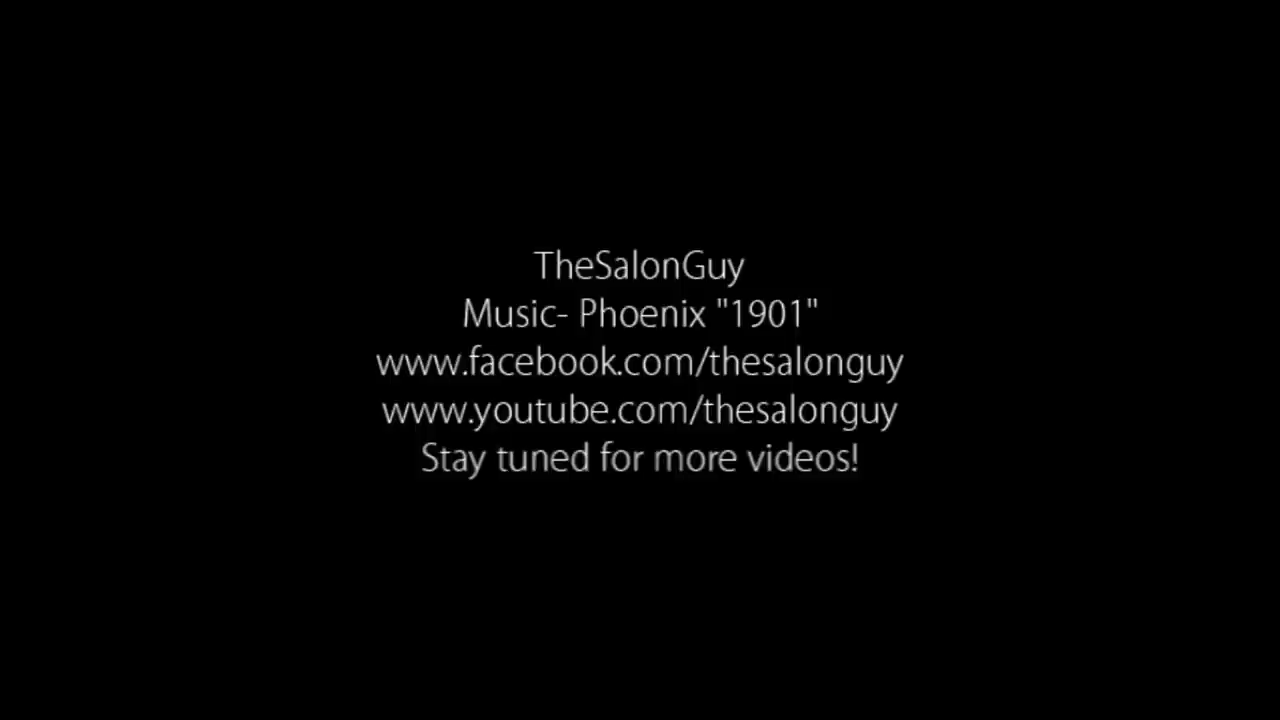 TheSalonGuy
Music- Phoenix "1901"
www.facebook.com/thesalonguy
www.youtube.com/thesalonguy
Stay tuned for more videos!